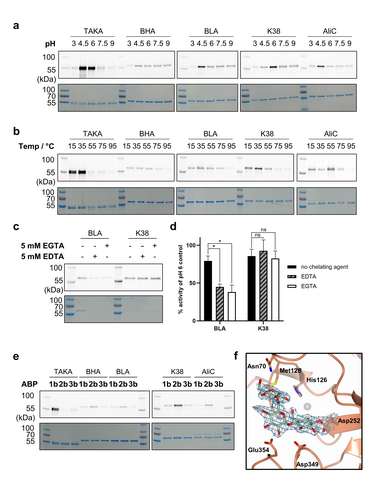 a
TAKA BHA BLA K38 AliC
pH 3 4.5 6 7.5 9 3 4.5 6 7.5 9 3 4.5 6 7.5 9 3 4.5 6 7.5 9 3 4.5 6 7.5 9
100
55
(kDa)
100
70
55
b
TAKA BHA BLA K38 AliC
Temp / °C 15 35 55 75 95 15 35 55 75 95 15 35 55 75 95 15 35 55 75 95 15 35 55 75 95
100
55
(kDa)
100
70
55
c
BLA K38
5 mM EGTA - - + - - +
5 mM EDTA - + - - + -
100
55
(kDa)
100
70
55
d
% activity of pH 6 control
100
50
0
* *
ns ns
BLA K38
no chelating agent
EDTA
EGTA
e
TAKA BHA BLA K38 AliC
ABP 1b 2b 3b 1b 2b 3b 1b 2b 3b 1b 2b 3b 1b 2b 3b
100
55
(kDa)
100
70
55
f
Asn70
Met128
His126
Asp252
Glu354
Asp349